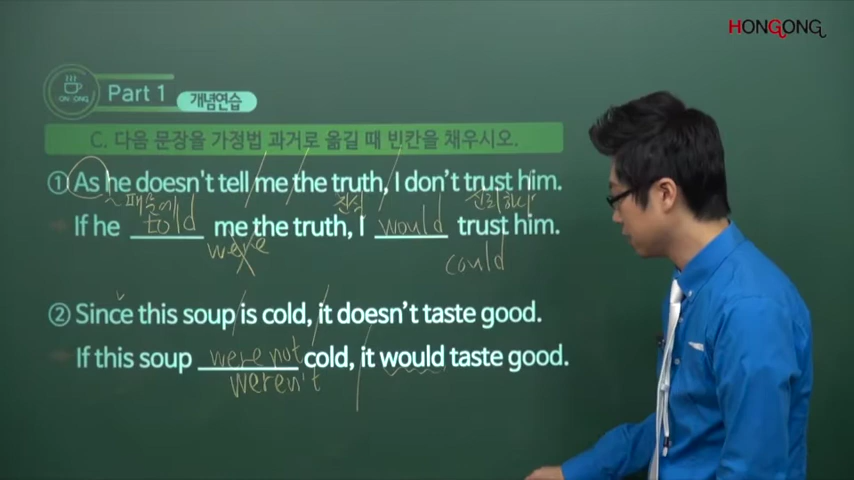 HONGONG
Part 1 개념연습
C. 다음 문장을 가정법 과거로 옮길 때 빈칸을 채우시오.
① As he doesn't tell me the truth, I don't trust him.
~ 때문에 진실 신뢰하다
If he told me the truth, I would trust him.
were could
② Since this soup is cold, it doesn't taste good.
If this soup were not cold, it would taste good.
weren't